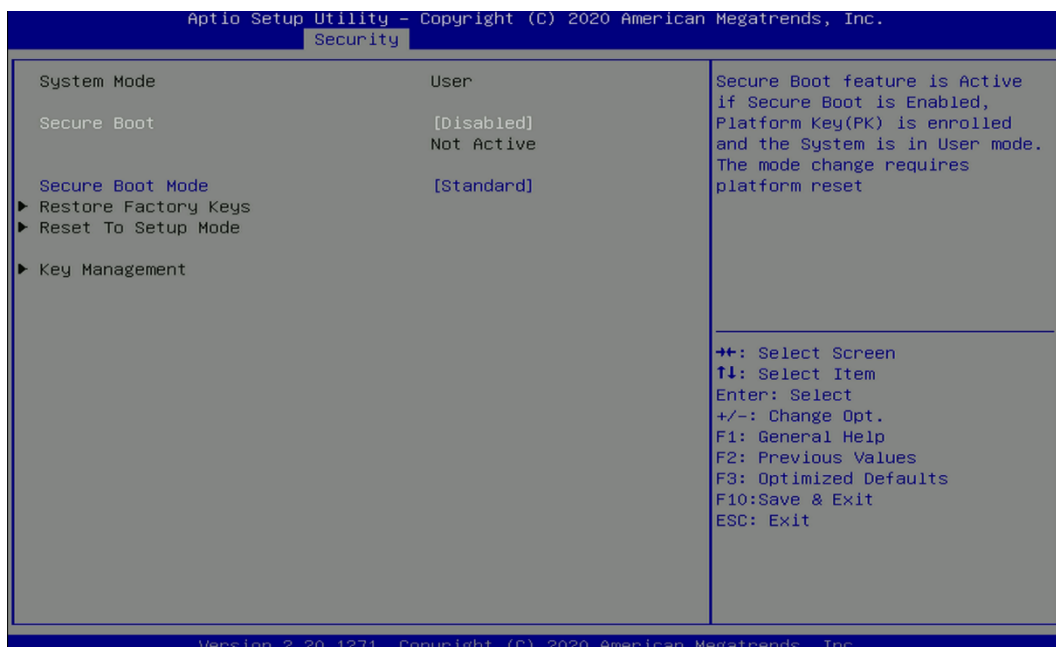 Aptio Setup Utility – Copyright (C) 2020 American Megatrends, Inc.
Security
System Mode User
Secure Boot [Disabled]
Not Active
Secure Boot Mode [Standard]
▶ Restore Factory Keys
▶ Reset To Setup Mode
▶ Key Management
Secure Boot feature is Active
if Secure Boot is Enabled,
Platform Key(PK) is enrolled
and the System is in User mode.
The mode change requires
platform reset
→←: Select Screen
↑↓: Select Item
Enter: Select
+/-: Change Opt.
F1: General Help
F2: Previous Values
F3: Optimized Defaults
F10:Save & Exit
ESC: Exit
Version 2.20.1271. Copyright (C) 2020 American Megatrends, Inc.